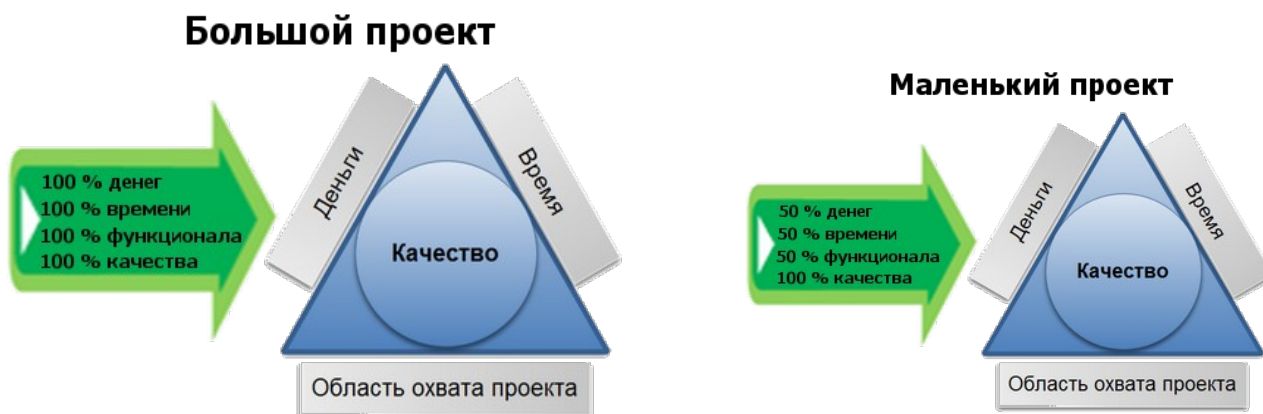 Большой проект
100 % денег
100 % времени
100 % функционала
100 % качества
Деньги
Время
Качество
Область охвата проекта
Маленький проект
50 % денег
50 % времени
50 % функционала
100 % качества
Деньги
Время
Качество
Область охвата проекта